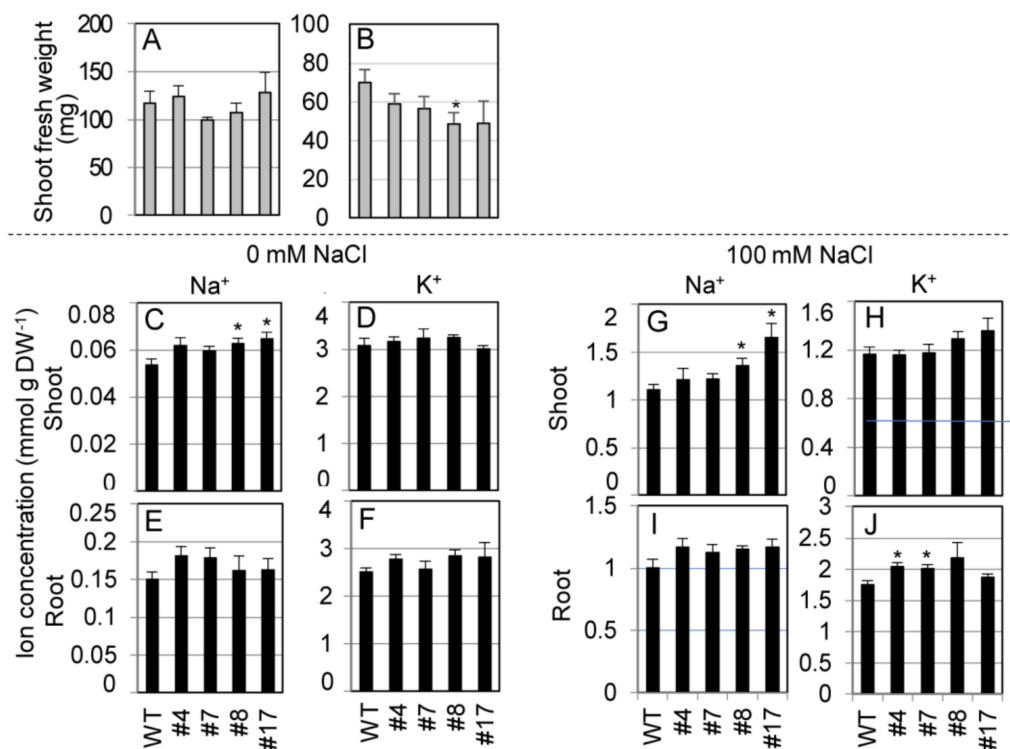 Shoot fresh weight
(mg)
200
150
100
50
0
A
100
80
60
40
20
0
B
*
0 mM NaCl
100 mM NaCl
Na⁺
K⁺
Na⁺
K⁺
Ion concentration (mmol g DW⁻¹)
Shoot
0.08
0.06
0.04
0.02
0
C
*
*
4
3
2
1
0
D
Shoot
2
1.5
1
0.5
0
G
*
*
1.6
1.2
0.8
0.4
0
H
Root
0.25
0.2
0.15
0.1
0.05
0
E
4
3
2
1
0
F
Root
1.5
1
0.5
0
I
3
2.5
2
1.5
1
0.5
0
J
*
*
WT
#4
#7
#8
#17
WT
#4
#7
#8
#17
WT
#4
#7
#8
#17
WT
#4
#7
#8
#17